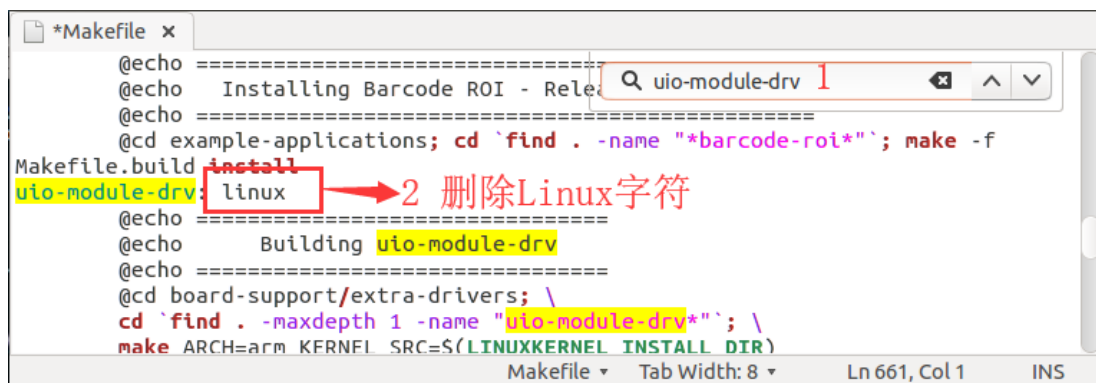 *Makefile ×
@echo ================================
@echo   Installing Barcode ROI - Rele
uio-module-drv 1
@echo ================================================
@cd example-applications; cd `find . -name "*barcode-roi*"`; make -f
Makefile.build install
uio-module-drv: linux 2 删除Linux字符
@echo ================================
@echo      Building uio-module-drv
@echo ================================
@cd board-support/extra-drivers; \
cd `find . -maxdepth 1 -name "uio-module-drv*"`; \
make ARCH=arm KERNEL_SRC=$(LINUXKERNEL_INSTALL_DIR)
Makefile ▾ Tab Width: 8 ▾ Ln 661, Col 1 INS